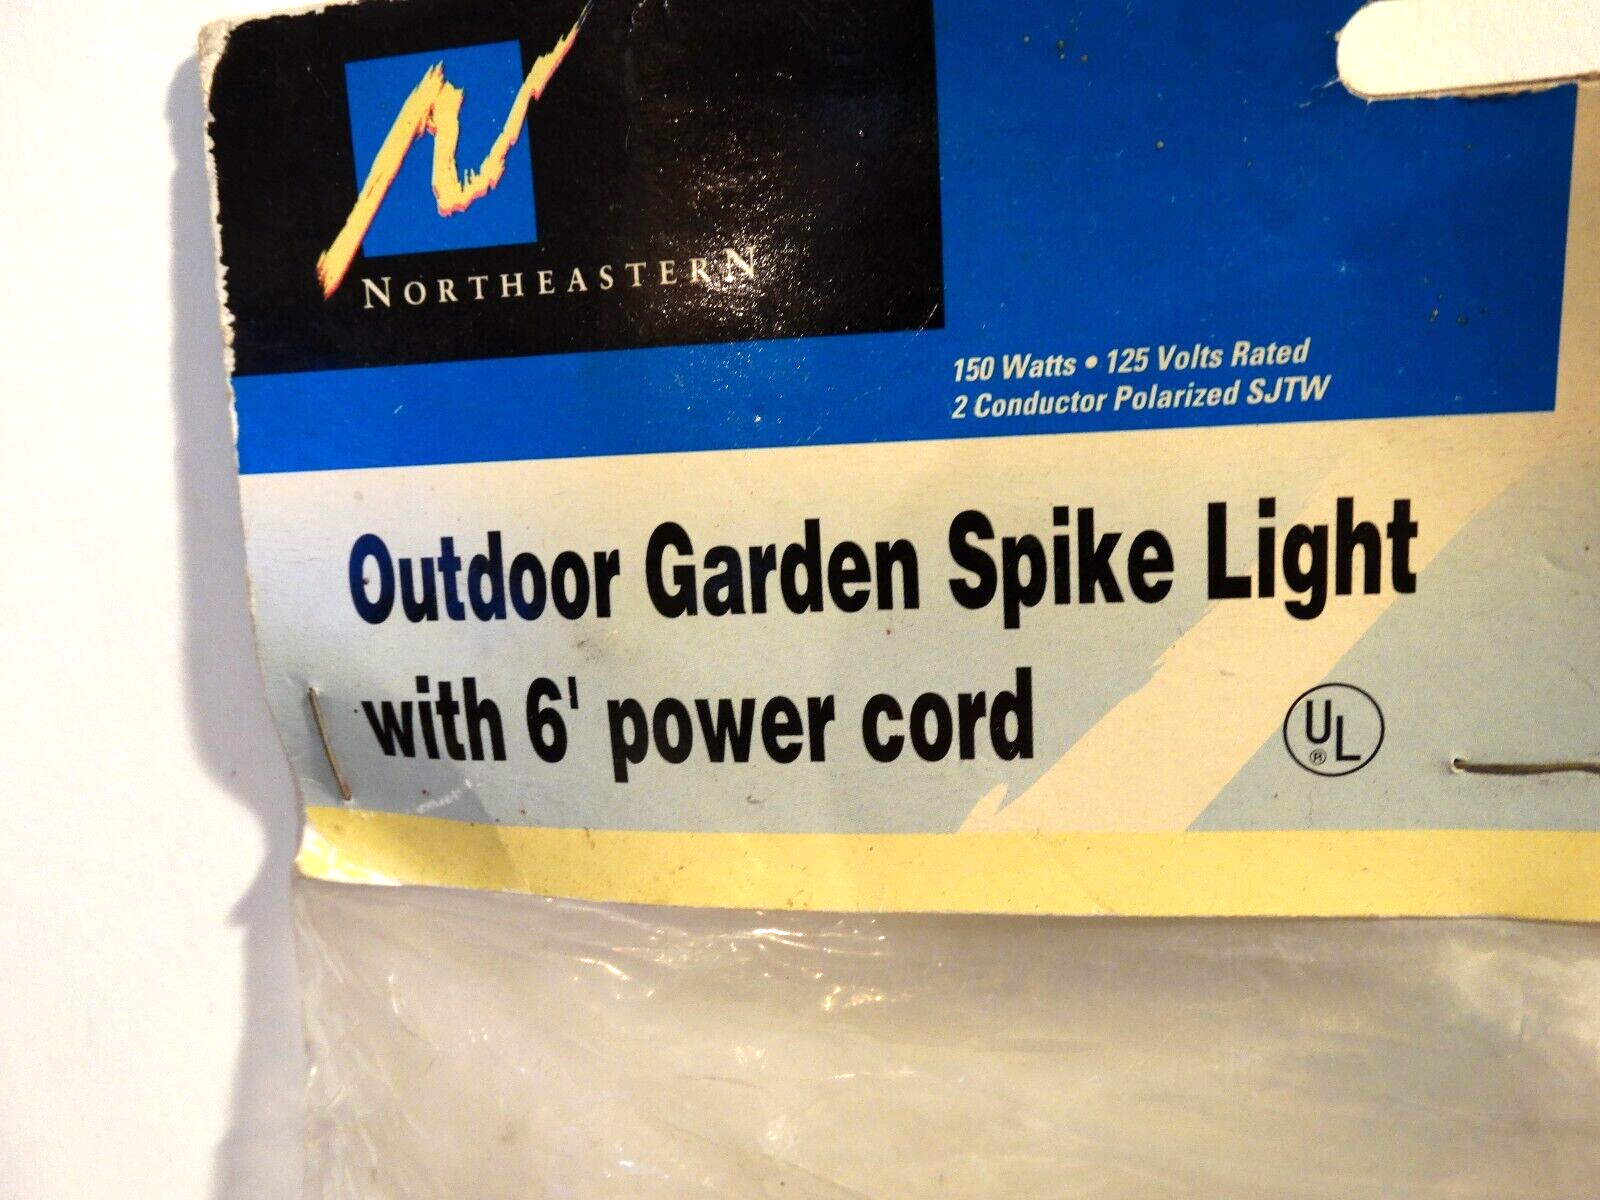 NORTHEASTERN
150 Watts • 125 Volts Rated
2 Conductor Polarized SJTW
Outdoor Garden Spike Light
with 6' power cord
UL
®